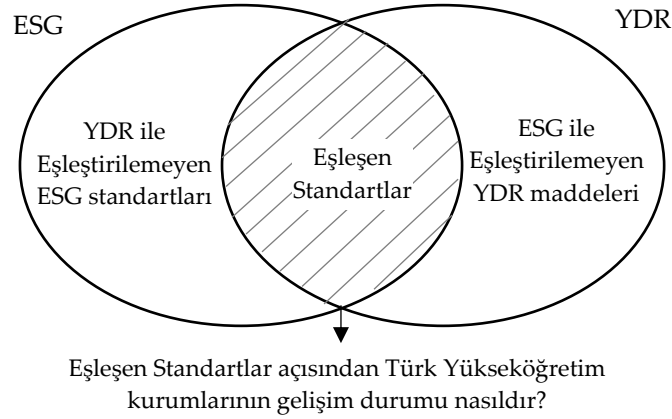 ESG
YDR
YDR ile
Eşleştirilemeyen
ESG standartları
Eşleşen
Standartlar
ESG ile
Eşleştirilemeyen
YDR maddeleri
Eşleşen Standartlar açısından Türk Yükseköğretim
kurumlarının gelişim durumu nasıldır?